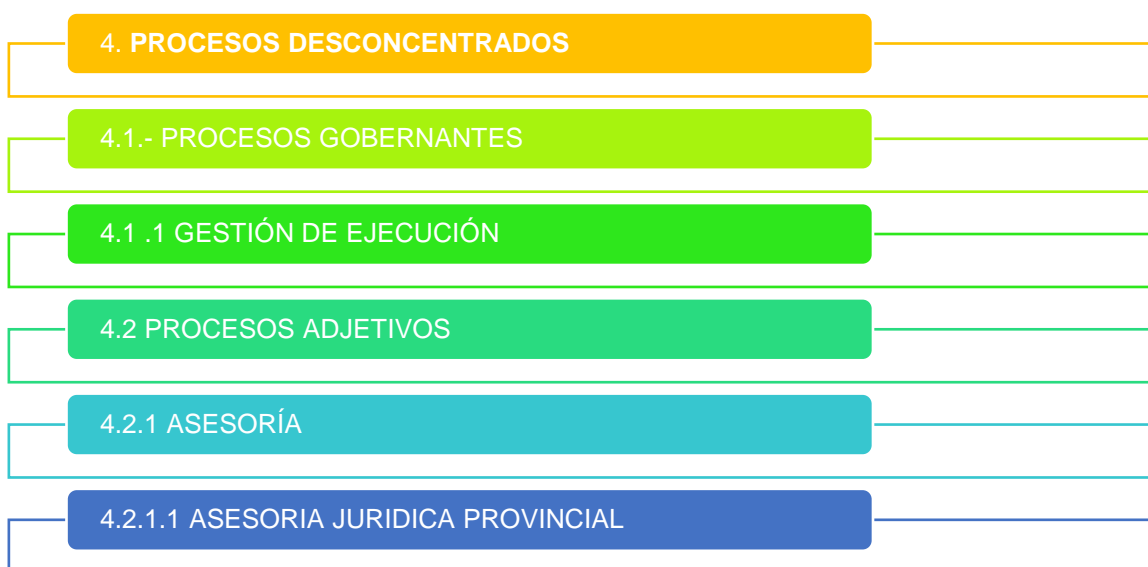 4. PROCESOS DESCONCENTRADOS
4.1.- PROCESOS GOBERNANTES
4.1 .1 GESTIÓN DE EJECUCIÓN
4.2 PROCESOS ADJETIVOS
4.2.1 ASESORÍA
4.2.1.1 ASESORIA JURIDICA PROVINCIAL